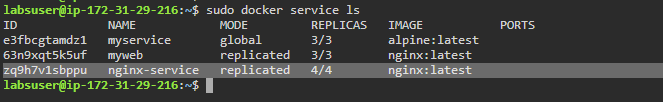 labsuser@ip-172-31-29-216:~$ sudo docker service ls
ID NAME MODE REPLICAS IMAGE PORTS
e3fbcgtamdz1 myservice global 3/3 alpine:latest
63n9xqt5k5uf myweb replicated 3/3 nginx:latest
zq9h7v1sbppu nginx-service replicated 4/4 nginx:latest
labsuser@ip-172-31-29-216:~$